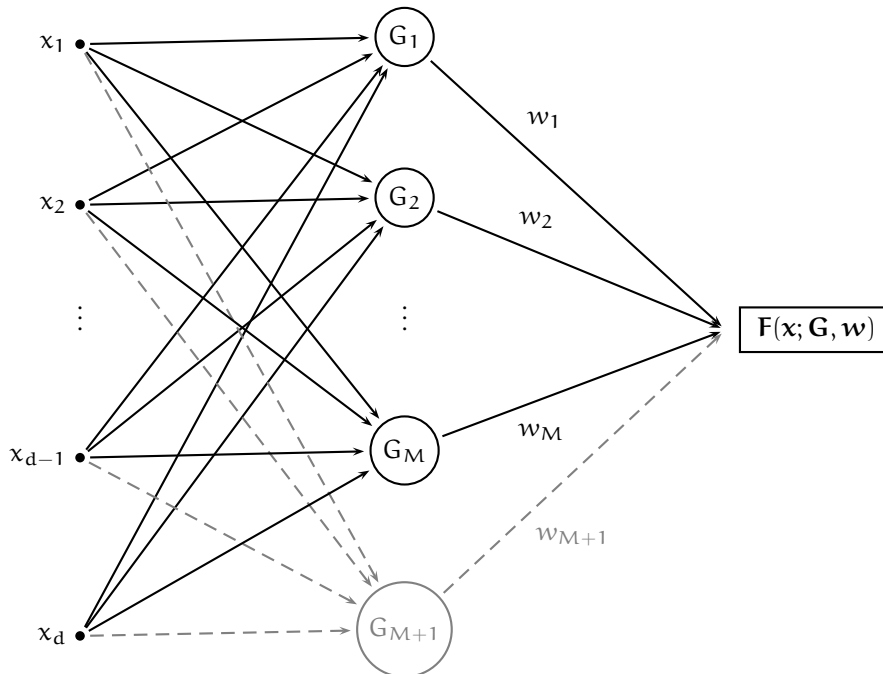 x₁
G₁
w₁
x₂
G₂
w₂
⋮
⋮
F(x; G, w)
x_{d−1}
G_M
w_M
w_{M+1}
x_d
G_{M+1}